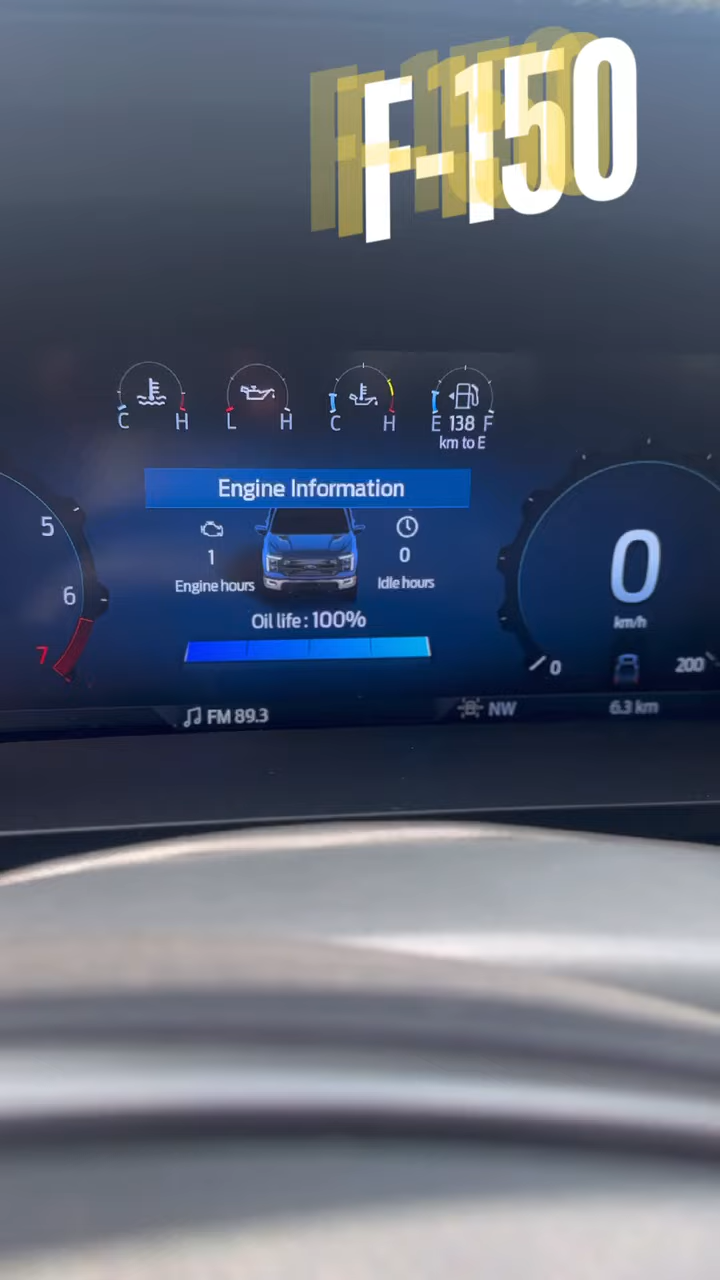 F-150
C H
L H
C H
E 138 F
km to E
Engine Information
1
Engine hours
0
Idle hours
Oil life : 100%
5
6
7
0
km/h
0
200
FM 89.3
NW
6.3 km